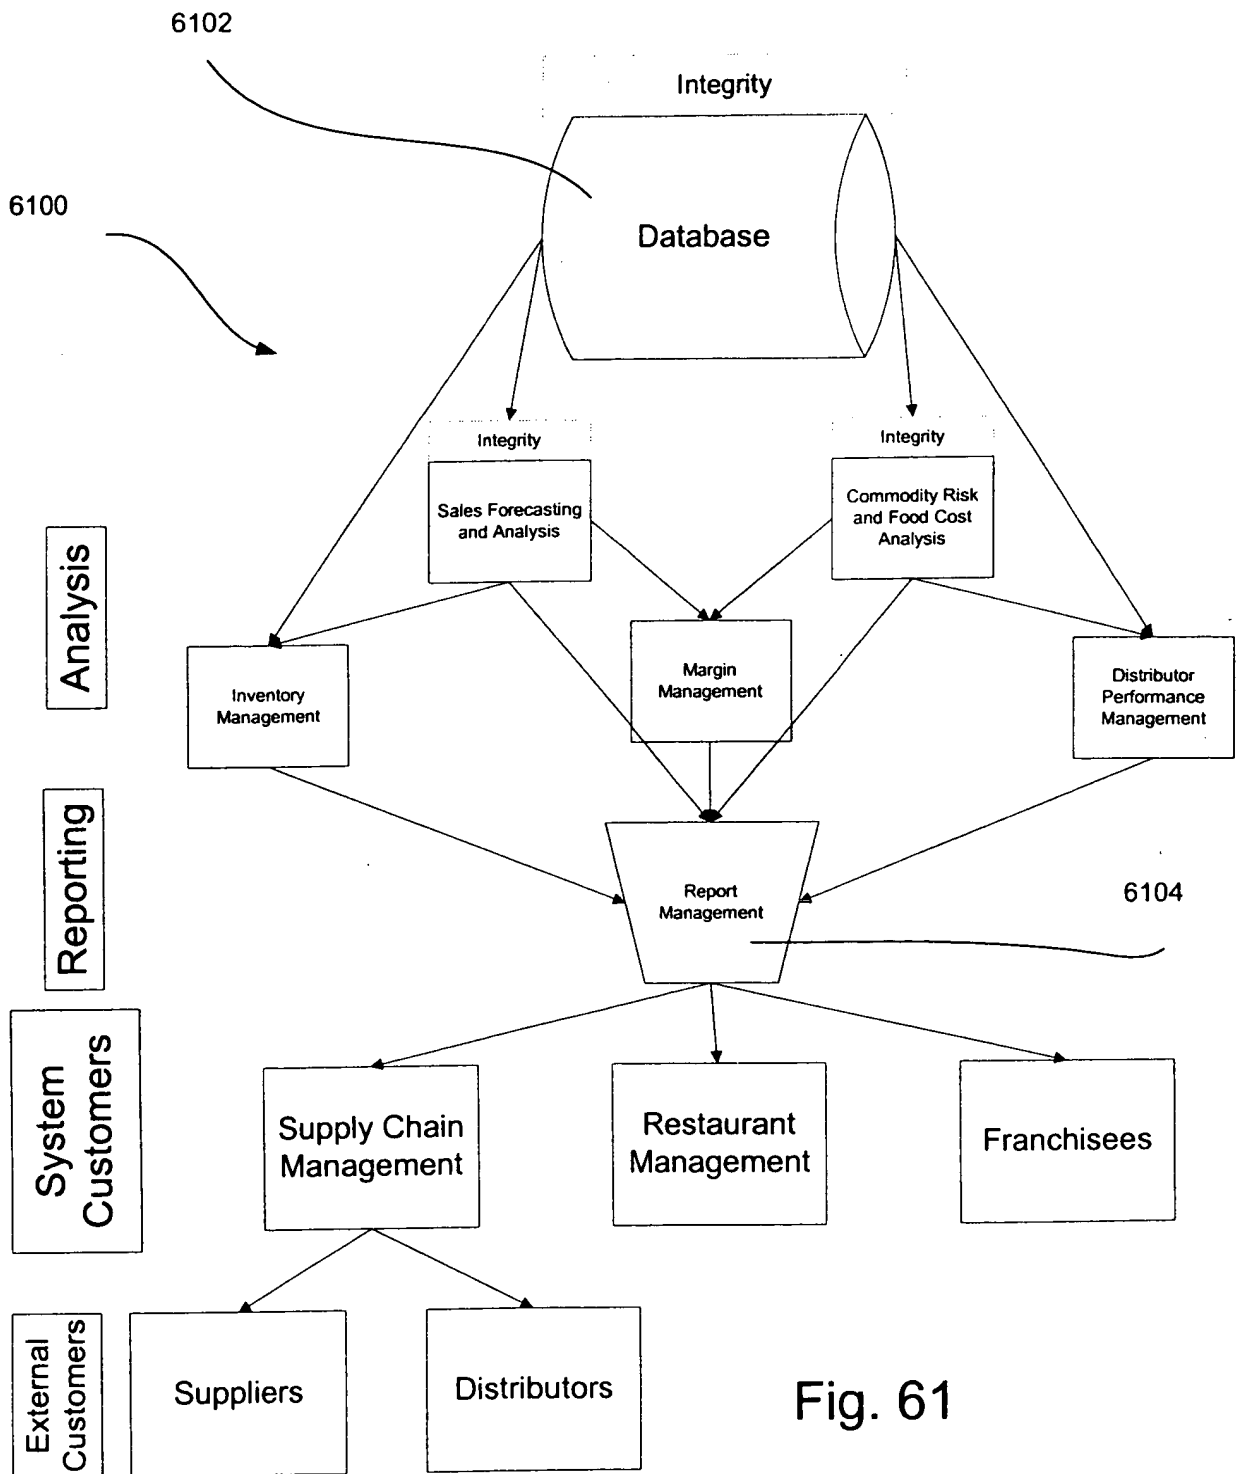 6102
Integrity
6100
Database
Integrity
Integrity
Sales Forecasting
and Analysis
Commodity Risk
and Food Cost
Analysis
Analysis
Inventory
Management
Margin
Management
Distributor
Performance
Management
Reporting
Report
Management
6104
System
Customers
Supply Chain
Management
Restaurant
Management
Franchisees
External
Customers
Suppliers
Distributors
Fig. 61